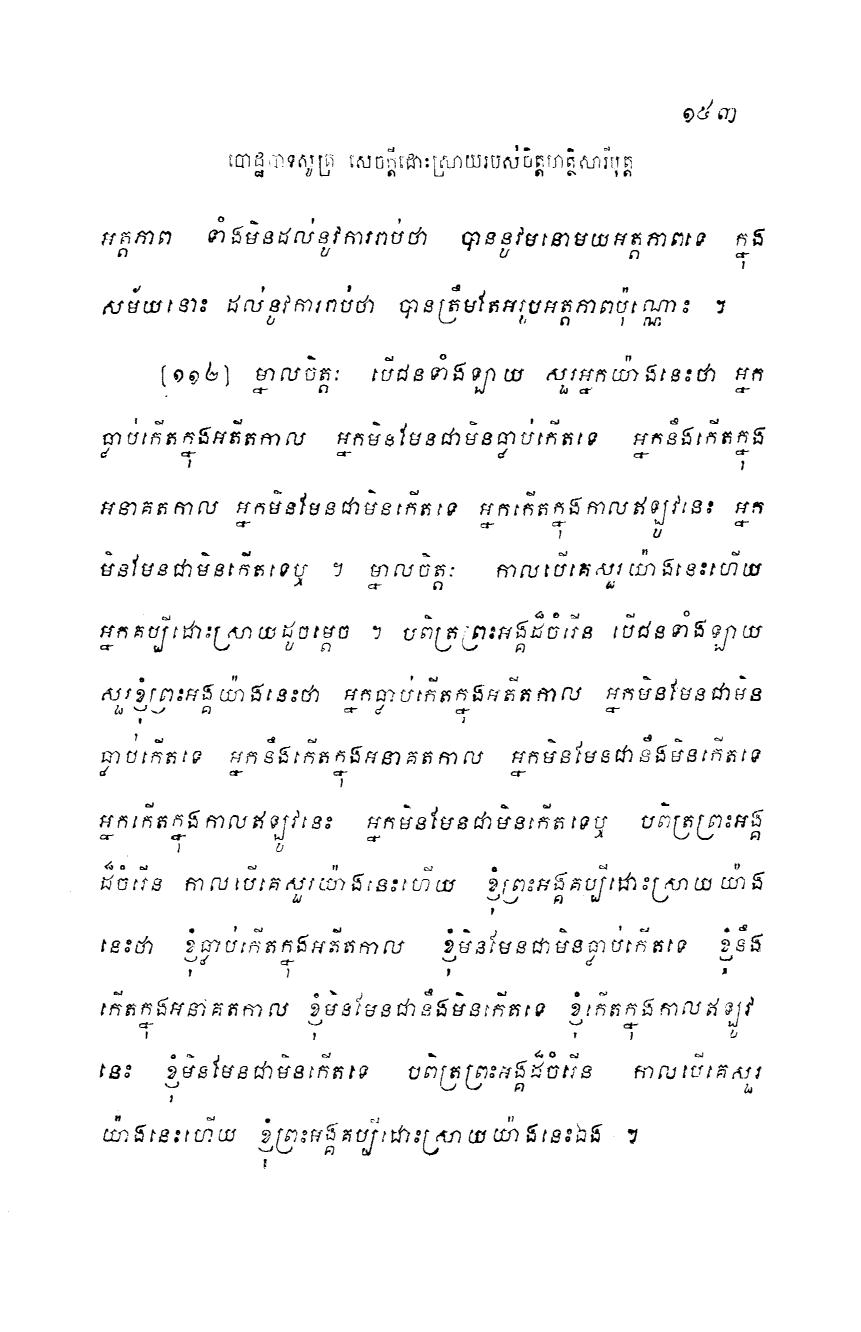 ១៥៣
បោដ្ឋបាទសូត្រ សេចក្តីដោះស្រាយរបស់ចិត្តហត្ថិសារីបុត្ត
អត្តភាព ទាំងមិនដល់នូវការរាប់ថា បាននូវមនោមយអត្តភាពទេ ក្នុង
សម័យនោះ ដល់នូវការរាប់ថា បានត្រឹមតែអរូបអត្តភាពប៉ុណ្ណោះ ។
[១១២] ម្នាលចិត្តៈ បើជនទាំងឡាយ សួរអ្នកយ៉ាងនេះថា អ្នក
ធ្លាប់កើតក្នុងអតីតកាល អ្នកមិនមែនជាមិនធ្លាប់កើតទេ អ្នកនឹងកើតក្នុង
អនាគតកាល អ្នកមិនមែនជាមិនកើតទេ អ្នកកើតក្នុងកាលឥឡូវនេះ អ្នក
មិនមែនជាមិនកើតទេឬ ។ ម្នាលចិត្តៈ កាលបើគេសួរយ៉ាងនេះហើយ
អ្នកគប្បីដោះស្រាយដូចម្តេច ។ បពិត្រព្រះអង្គដ៏ចំរើន បើជនទាំងឡាយ
សួរខ្ញុំព្រះអង្គយ៉ាងនេះថា អ្នកធ្លាប់កើតក្នុងអតីតកាល អ្នកមិនមែនជាមិន
ធ្លាប់កើតទេ អ្នកនឹងកើតក្នុងអនាគតកាល អ្នកមិនមែនជានឹងមិនកើតទេ
អ្នកកើតក្នុងកាលឥឡូវនេះ អ្នកមិនមែនជាមិនកើតទេឬ បពិត្រព្រះអង្គ
ដ៏ចំរើន កាលបើគេសួរយ៉ាងនេះហើយ ខ្ញុំព្រះអង្គគប្បីដោះស្រាយយ៉ាង
នេះថា ខ្ញុំធ្លាប់កើតក្នុងអតីតកាល ខ្ញុំមិនមែនជាមិនធ្លាប់កើតទេ ខ្ញុំនឹង
កើតក្នុងអនាគតកាល ខ្ញុំមិនមែនជានឹងមិនកើតទេ ខ្ញុំកើតក្នុងកាលឥឡូវ
នេះ ខ្ញុំមិនមែនជាមិនកើតទេ បពិត្រព្រះអង្គដ៏ចំរើន កាលបើគេសួរ
យ៉ាងនេះហើយ ខ្ញុំព្រះអង្គគប្បីដោះស្រាយយ៉ាងនេះឯង ។